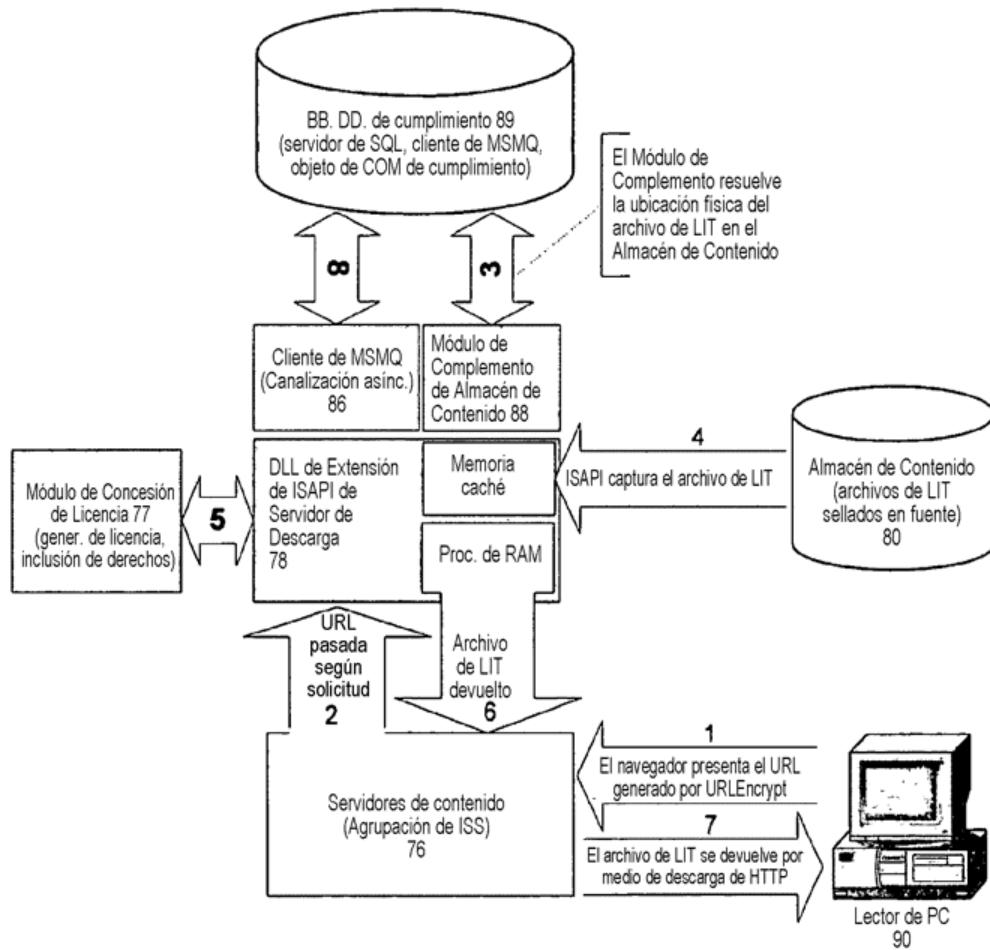 BB. DD. de cumplimiento 89
(servidor de SQL, cliente de MSMQ,
objeto de COM de cumplimiento)
El Módulo de
Complemento resuelve
la ubicación física del
archivo de LIT en el
Almacén de Contenido
8
3
Cliente de MSMQ
(Canalización asínc.)
86
Módulo de
Complemento
de Almacén de
Contenido 88
4
ISAPI captura el archivo de LIT
Almacén de Contenido
(archivos de LIT
sellados en fuente)
80
Módulo de Concesión
de Licencia 77
(gener. de licencia,
inclusión de derechos)
5
DLL de Extensión
de ISAPI de
Servidor de
Descarga
78
Memoria
caché
Proc. de RAM
URL
pasada
según
solicitud
2
Archivo
de LIT
devuelto
6
Servidores de contenido
(Agrupación de ISS)
76
1
El navegador presenta el URL
generado por URLEncrypt
7
El archivo de LIT se devuelve por
medio de descarga de HTTP
Lector de PC
90